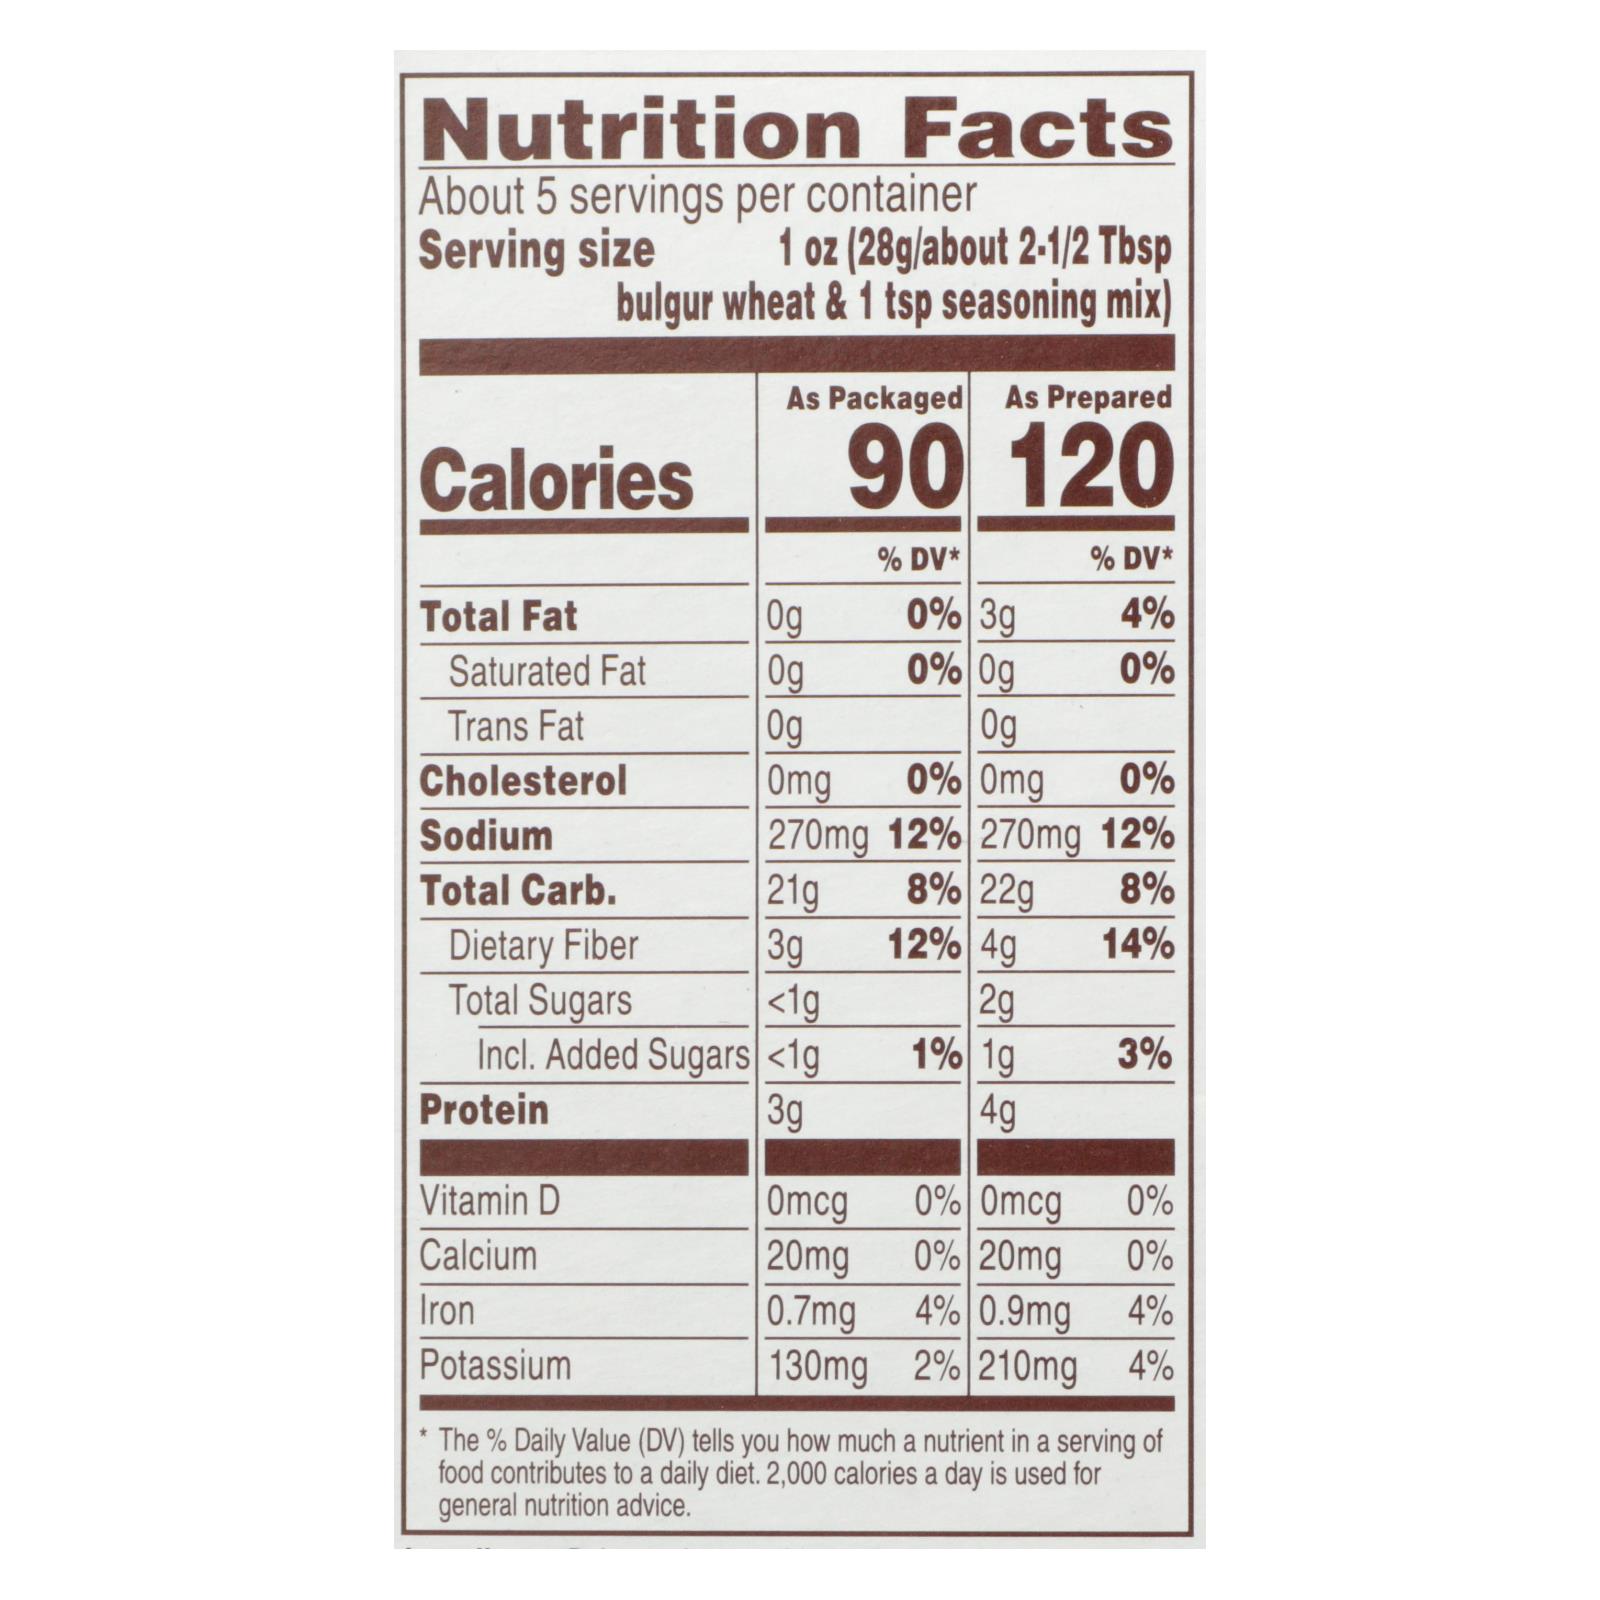 Nutrition Facts
About 5 servings per container
Serving size 1 oz (28g/about 2-1/2 Tbsp
bulgur wheat & 1 tsp seasoning mix)
As Packaged As Prepared
Calories 90 120
% DV* % DV*
Total Fat 0g 0% 3g 4%
Saturated Fat 0g 0% 0g 0%
Trans Fat 0g 0g
Cholesterol 0mg 0% 0mg 0%
Sodium 270mg 12% 270mg 12%
Total Carb. 21g 8% 22g 8%
Dietary Fiber 3g 12% 4g 14%
Total Sugars <1g 2g
Incl. Added Sugars <1g 1% 1g 3%
Protein 3g 4g
Vitamin D 0mcg 0% 0mcg 0%
Calcium 20mg 0% 20mg 0%
Iron 0.7mg 4% 0.9mg 4%
Potassium 130mg 2% 210mg 4%
* The % Daily Value (DV) tells you how much a nutrient in a serving of
food contributes to a daily diet. 2,000 calories a day is used for
general nutrition advice.